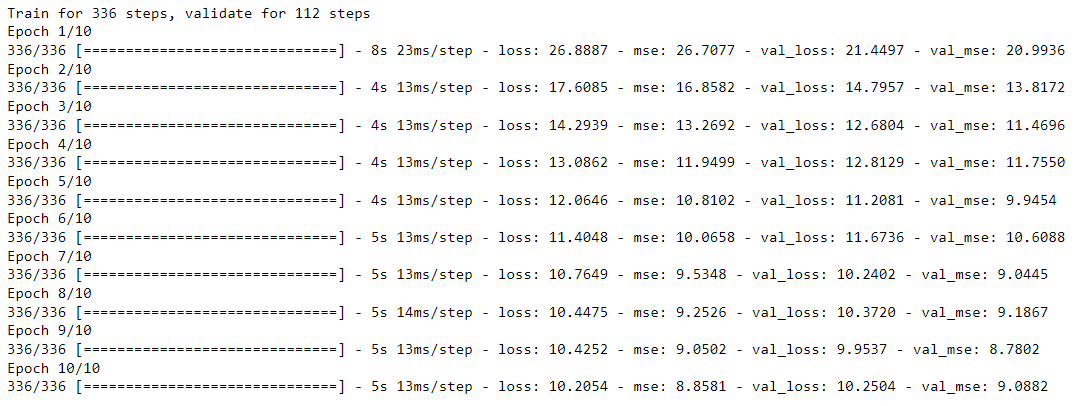 Train for 336 steps, validate for 112 steps
Epoch 1/10
336/336 [==============================] - 8s 23ms/step - loss: 26.8887 - mse: 26.7077 - val_loss: 21.4497 - val_mse: 20.9936
Epoch 2/10
336/336 [==============================] - 4s 13ms/step - loss: 17.6085 - mse: 16.8582 - val_loss: 14.7957 - val_mse: 13.8172
Epoch 3/10
336/336 [==============================] - 4s 13ms/step - loss: 14.2939 - mse: 13.2692 - val_loss: 12.6804 - val_mse: 11.4696
Epoch 4/10
336/336 [==============================] - 4s 13ms/step - loss: 13.0862 - mse: 11.9499 - val_loss: 12.8129 - val_mse: 11.7550
Epoch 5/10
336/336 [==============================] - 4s 13ms/step - loss: 12.0646 - mse: 10.8102 - val_loss: 11.2081 - val_mse: 9.9454
Epoch 6/10
336/336 [==============================] - 5s 13ms/step - loss: 11.4048 - mse: 10.0658 - val_loss: 11.6736 - val_mse: 10.6088
Epoch 7/10
336/336 [==============================] - 5s 13ms/step - loss: 10.7649 - mse: 9.5348 - val_loss: 10.2402 - val_mse: 9.0445
Epoch 8/10
336/336 [==============================] - 5s 14ms/step - loss: 10.4475 - mse: 9.2526 - val_loss: 10.3720 - val_mse: 9.1867
Epoch 9/10
336/336 [==============================] - 5s 13ms/step - loss: 10.4252 - mse: 9.0502 - val_loss: 9.9537 - val_mse: 8.7802
Epoch 10/10
336/336 [==============================] - 5s 13ms/step - loss: 10.2054 - mse: 8.8581 - val_loss: 10.2504 - val_mse: 9.0882